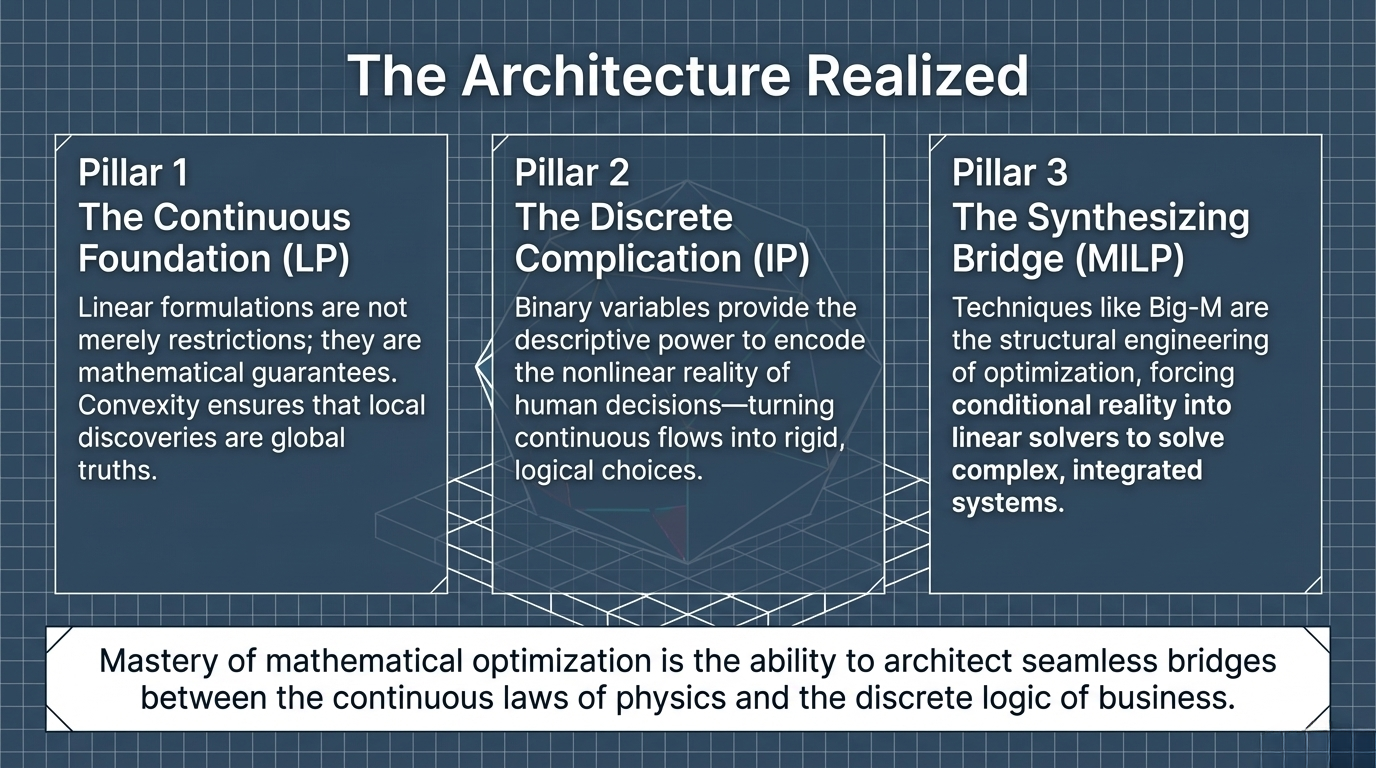 The Architecture Realized
Pillar 1
The Continuous
Foundation (LP)
Linear formulations are not
merely restrictions; they are
mathematical guarantees.
Convexity ensures that local
discoveries are global
truths.
Pillar 2
The Discrete
Complication (IP)
Binary variables provide the
descriptive power to encode
the nonlinear reality of
human decisions—turning
continuous flows into rigid,
logical choices.
Pillar 3
The Synthesizing
Bridge (MILP)
Techniques like Big-M are
the structural engineering
of optimization, forcing
conditional reality into
linear solvers to solve
complex, integrated
systems.
Mastery of mathematical optimization is the ability to architect seamless bridges
between the continuous laws of physics and the discrete logic of business.